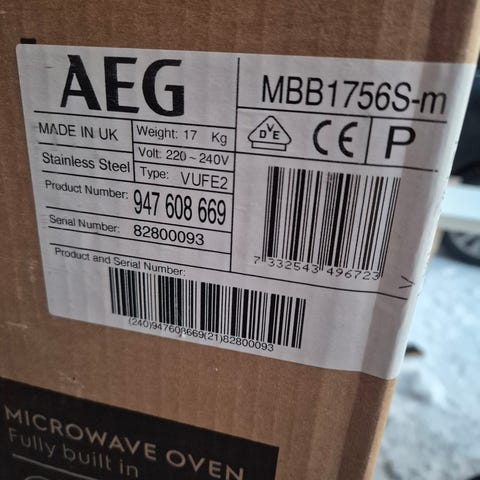 AEG
MBB1756S-m
MADE IN UK
Weight: 17 Kg
Volt: 220~240V
Stainless Steel
Type: VUFE2
Product Number: 947 608 669
Serial Number: 82800093
Product and Serial Number:
(240)947608669(21)82800093
VDE
CE
P
7 332543 496723 >
MICROWAVE OVEN
Fully built in